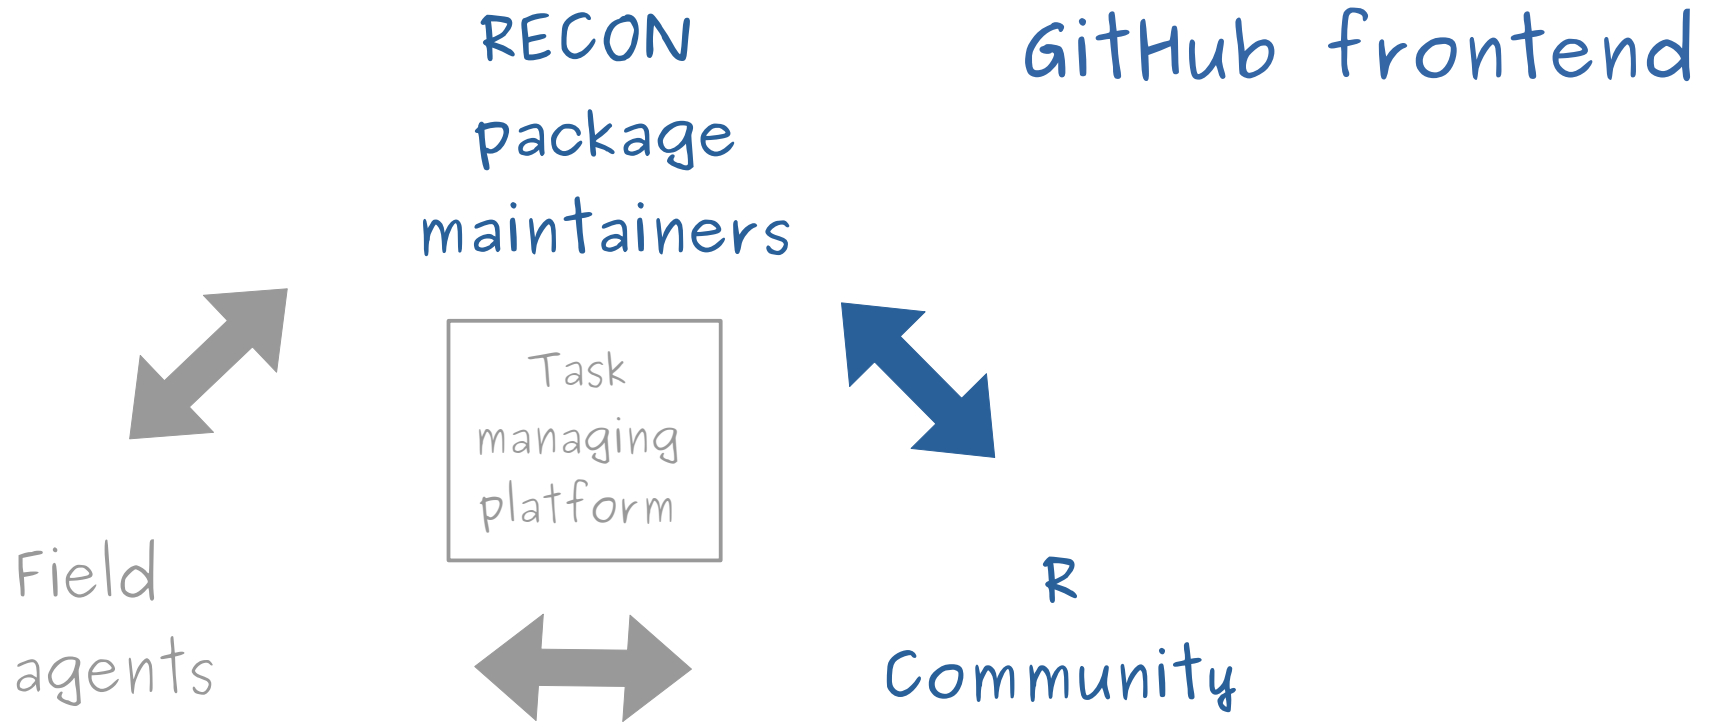 RECON
package
maintainers
GitHub frontend
Task
managing
platform
Field
agents
R
Community